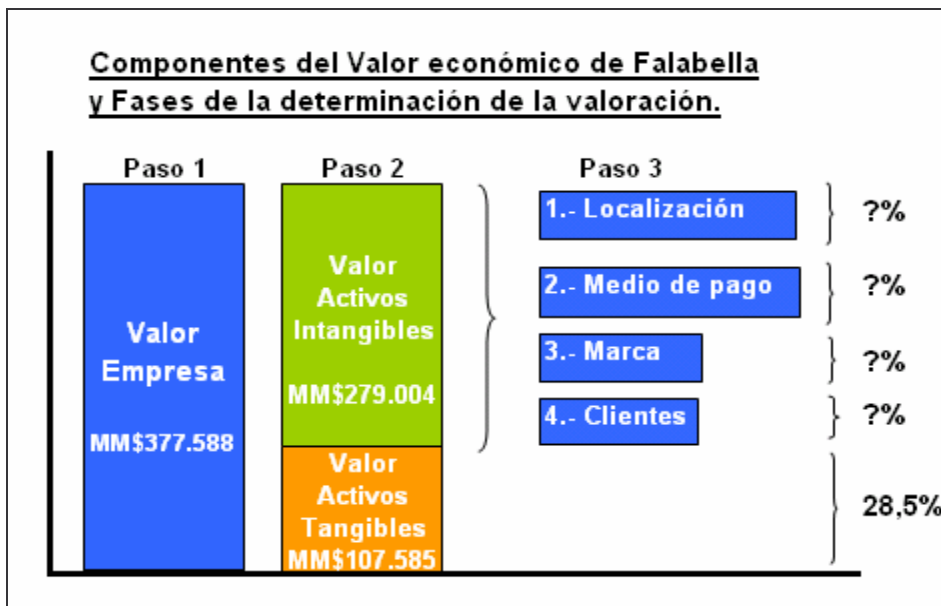 Componentes del Valor económico de Falabella
y Fases de la determinación de la valoración.
Paso 1
Paso 2
Paso 3
Valor
Empresa
MM$377.588
Valor
Activos
Intangibles
MM$279.004
Valor
Activos
Tangibles
MM$107.585
1.- Localización
?%
2.- Medio de pago
?%
3.- Marca
?%
4.- Clientes
?%
28,5%